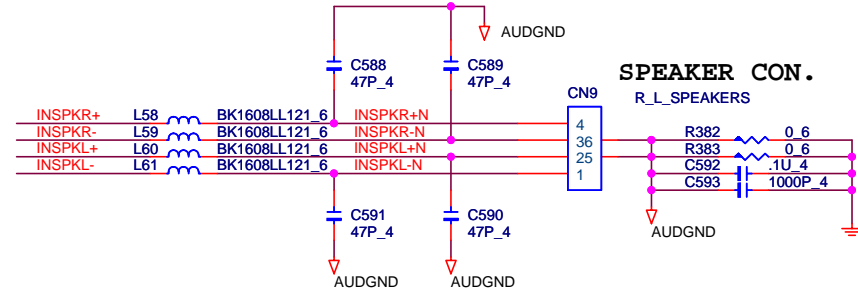 AUDGND
C588
47P_4
C589
47P_4
SPEAKER CON.
R_L_SPEAKERS
CN9
INSPKR+ L58 BK1608LL121_6 INSPKR+N
INSPKR- L59 BK1608LL121_6 INSPKR-N
INSPKL+ L60 BK1608LL121_6 INSPKL+N
INSPKL- L61 BK1608LL121_6 INSPKL-N
4
36
25
1
R382 0_6
R383 0_6
C592 .1U_4
C593 1000P_4
C591
47P_4
C590
47P_4
AUDGND
AUDGND
AUDGND